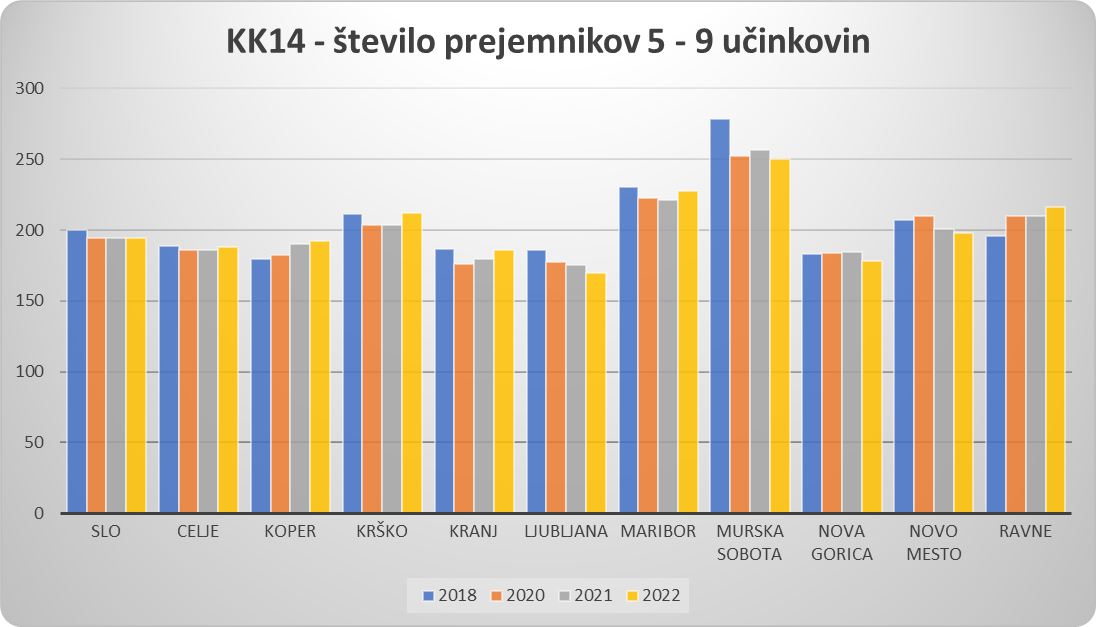 KK14 - število prejemnikov 5 - 9 učinkovin
300
250
200
150
100
50
0
SLO CELJE KOPER KRŠKO KRANJ LJUBLJANA MARIBOR MURSKA SOBOTA NOVA GORICA NOVO MESTO RAVNE
2018 2020 2021 2022